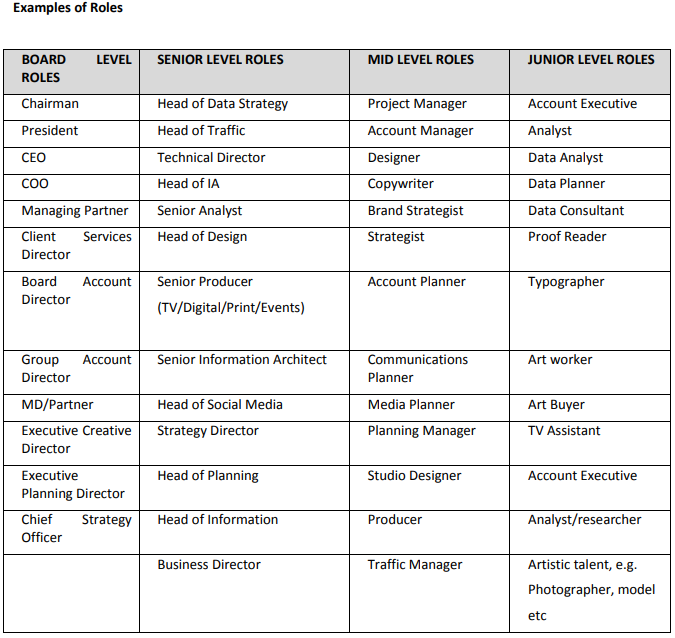 Examples of Roles
BOARD LEVEL ROLES SENIOR LEVEL ROLES MID LEVEL ROLES JUNIOR LEVEL ROLES
Chairman Head of Data Strategy Project Manager Account Executive
President Head of Traffic Account Manager Analyst
CEO Technical Director Designer Data Analyst
COO Head of IA Copywriter Data Planner
Managing Partner Senior Analyst Brand Strategist Data Consultant
Client Services Director Head of Design Strategist Proof Reader
Board Account Director Senior Producer (TV/Digital/Print/Events) Account Planner Typographer
Group Account Director Senior Information Architect Communications Planner Art worker
MD/Partner Head of Social Media Media Planner Art Buyer
Executive Creative Director Strategy Director Planning Manager TV Assistant
Executive Planning Director Head of Planning Studio Designer Account Executive
Chief Strategy Officer Head of Information Producer Analyst/researcher
Business Director Traffic Manager Artistic talent, e.g. Photographer, model etc